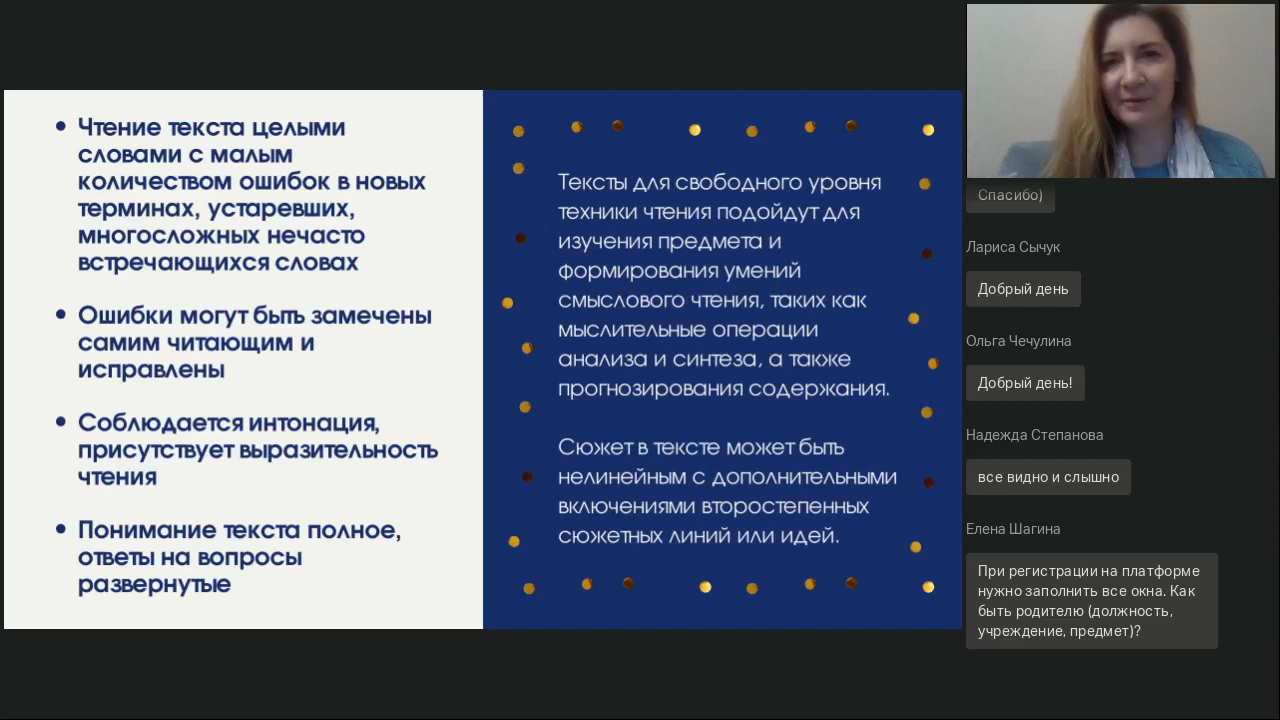 Чтение текста целыми
словами с малым
количеством ошибок в новых
терминах, устаревших,
многосложных нечасто
встречающихся словах
Ошибки могут быть замечены
самим читающим и
исправлены
Соблюдается интонация,
присутствует выразительность
чтения
Понимание текста полное,
ответы на вопросы
развернутые
Тексты для свободного уровня
техники чтения подойдут для
изучения предмета и
формирования умений
смыслового чтения, таких как
мыслительные операции
анализа и синтеза, а также
прогнозирования содержания.
Сюжет в тексте может быть
нелинейным с дополнительными
включениями второстепенных
сюжетных линий или идей.
Спасибо)
Лариса Сычук
Добрый день
Ольга Чечулина
Добрый день!
Надежда Степанова
все видно и слышно
Елена Шагина
При регистрации на платформе
нужно заполнить все окна. Как
быть родителю (должность,
учреждение, предмет)?